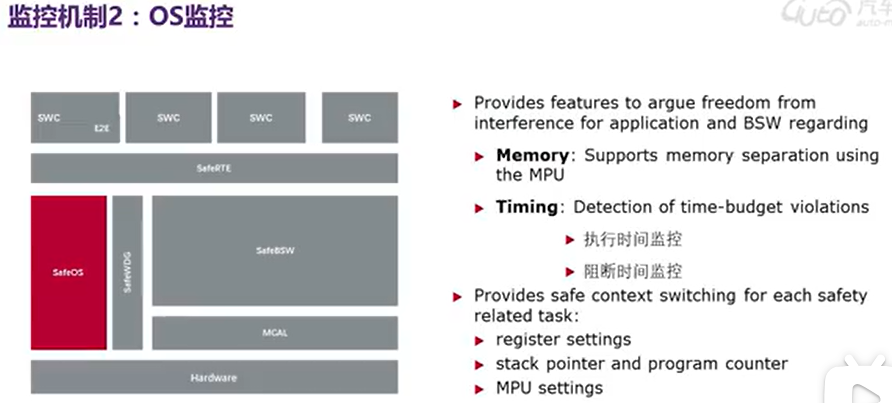 监控机制2：OS监控
汽车
SWC
E2E
SWC
SWC
SWC
SafeRTE
SafeOS
SafeWDG
SafeBSW
MCAL
Hardware
Provides features to argue freedom from
interference for application and BSW regarding
Memory: Supports memory separation using
the MPU
Timing: Detection of time-budget violations
执行时间监控
阻断时间监控
Provides safe context switching for each safety
related task:
register settings
stack pointer and program counter
MPU settings